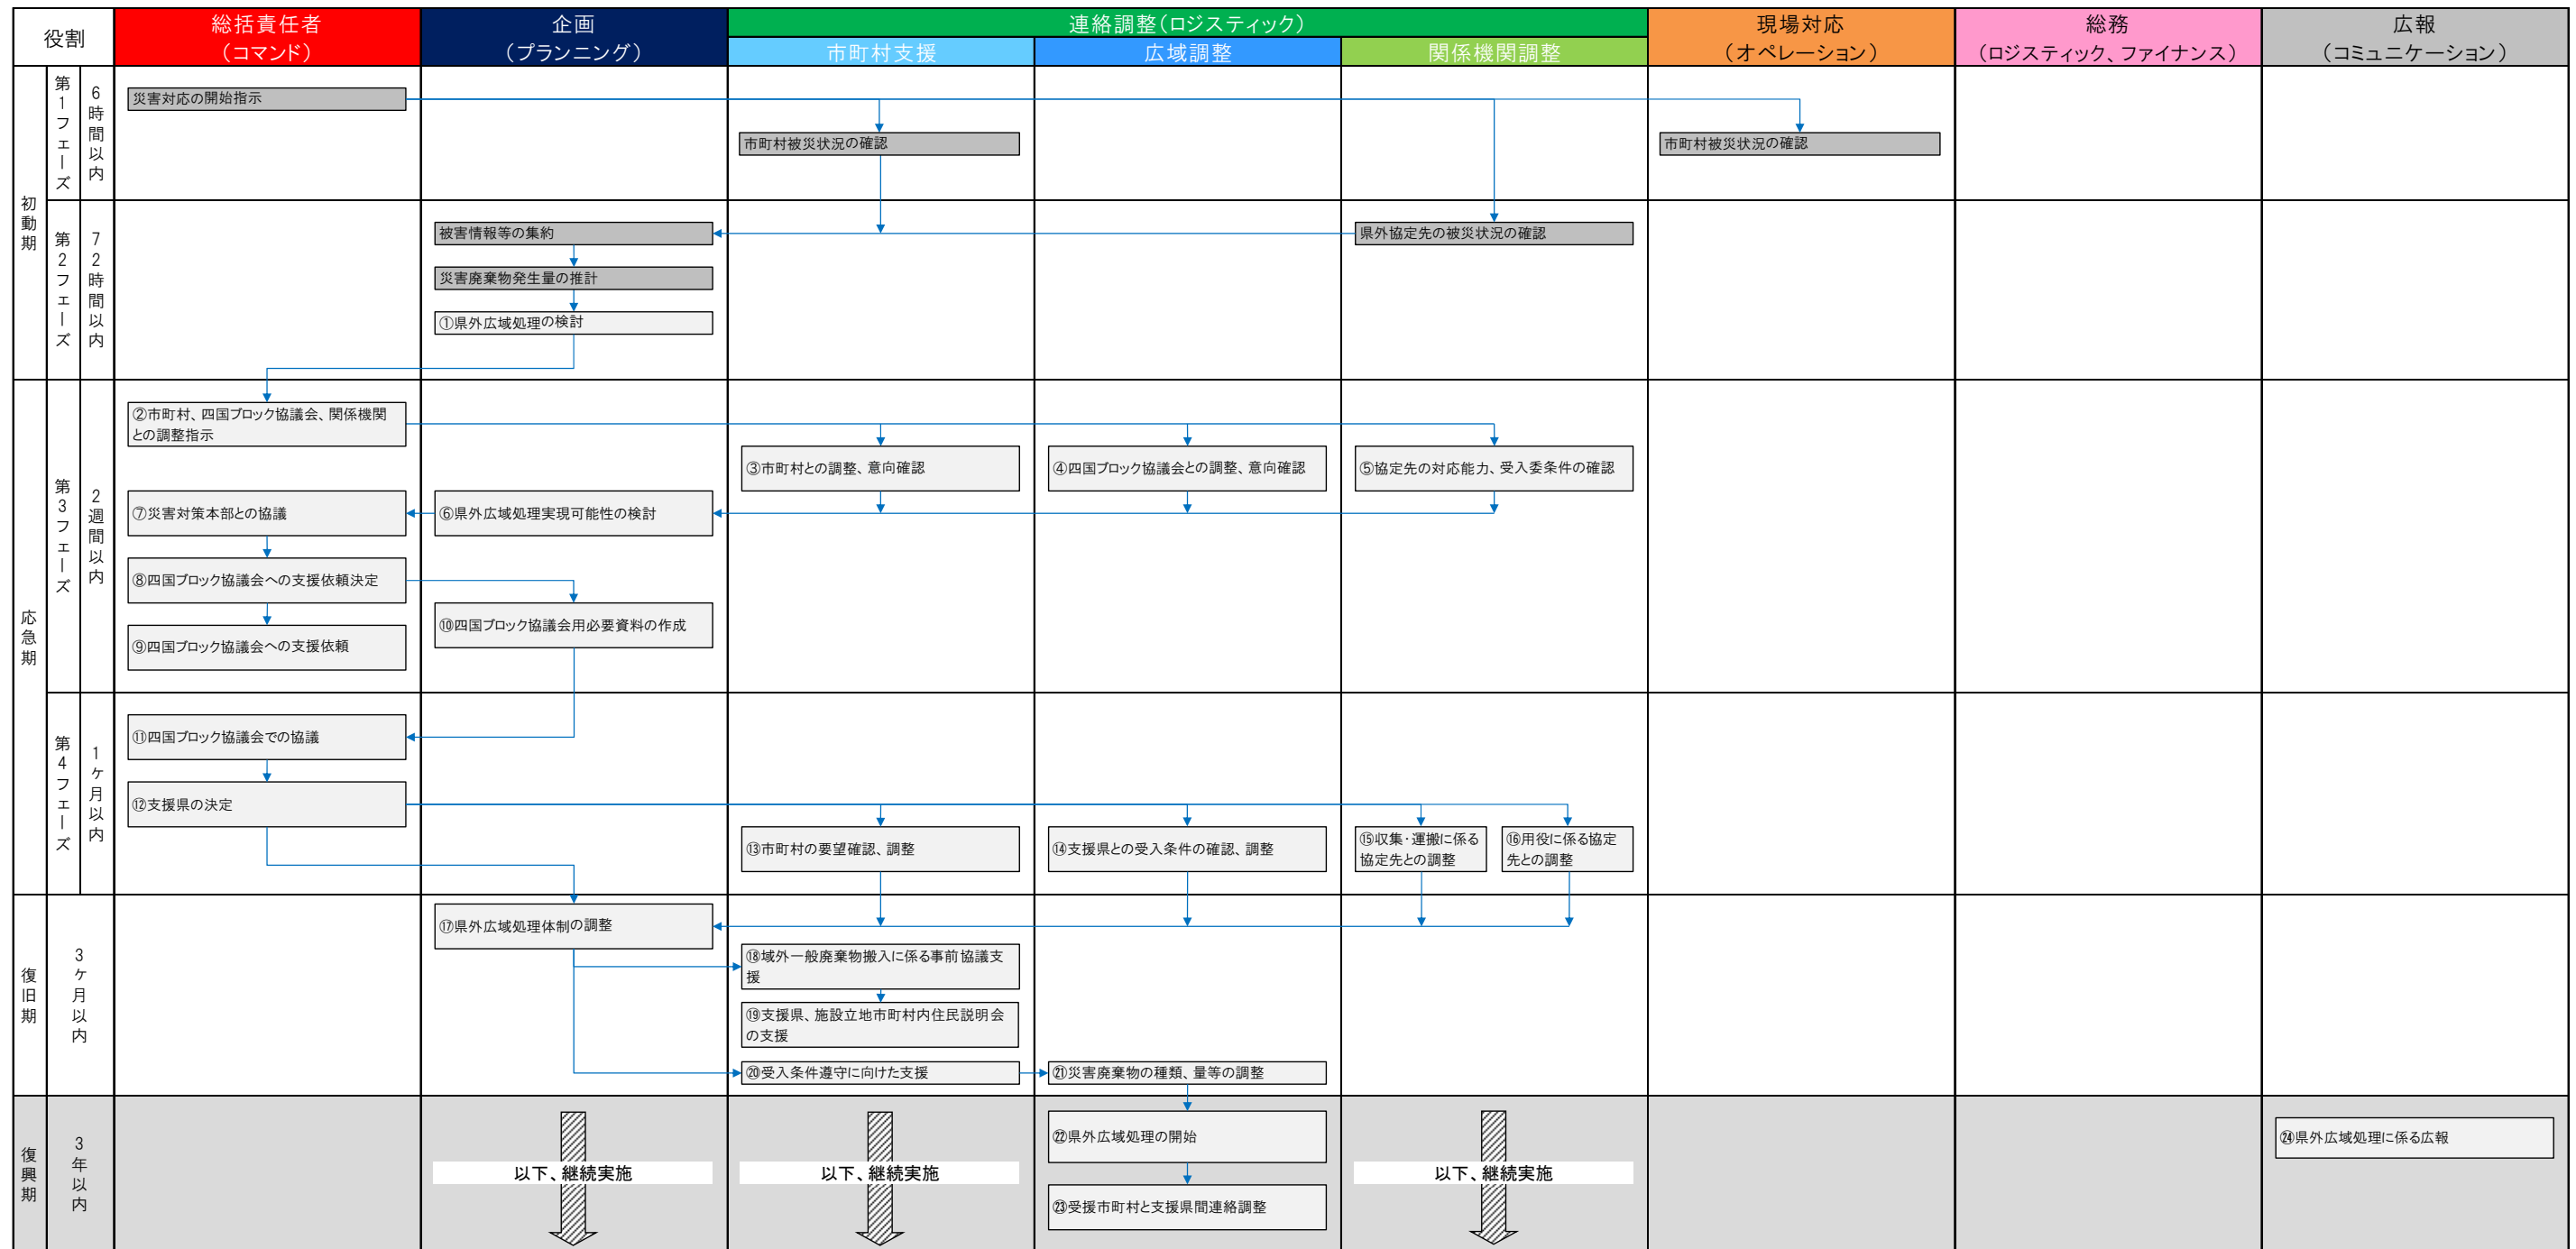 役割
総括責任者
（コマンド）
企画
（プランニング）
連絡調整（ロジスティック）
市町村支援
広域調整
関係機関調整
現場対応
（オペレーション）
総務
（ロジスティック、ファイナンス）
広報
（コミュニケーション）
初動期
第1フェーズ
6時間以内
災害対応の開始指示
市町村被災状況の確認
市町村被災状況の確認
第2フェーズ
72時間以内
被害情報等の集約
県外協定先の被災状況の確認
災害廃棄物発生量の推計
①県外広域処理の検討
応急期
第3フェーズ
2週間以内
②市町村、四国ブロック協議会、関係機関
との調整指示
③市町村との調整、意向確認
④四国ブロック協議会との調整、意向確認
⑤協定先の対応能力、受入委条件の確認
⑦災害対策本部との協議
⑥県外広域処理実現可能性の検討
⑧四国ブロック協議会への支援依頼決定
⑩四国ブロック協議会用必要資料の作成
⑨四国ブロック協議会への支援依頼
第4フェーズ
1ヶ月以内
⑪四国ブロック協議会での協議
⑫支援県の決定
⑬市町村の要望確認、調整
⑭支援県との受入条件の確認、調整
⑮収集・運搬に係る
協定先との調整
⑯用役に係る協定
先との調整
復旧期
3ヶ月以内
⑰県外広域処理体制の調整
⑱域外一般廃棄物搬入に係る事前協議支
援
⑲支援県、施設立地市町村内住民説明会
の支援
⑳受入条件遵守に向けた支援
㉑災害廃棄物の種類、量等の調整
復興期
3年以内
以下、継続実施
以下、継続実施
㉒県外広域処理の開始
㉓受援市町村と支援県間連絡調整
以下、継続実施
㉔県外広域処理に係る広報